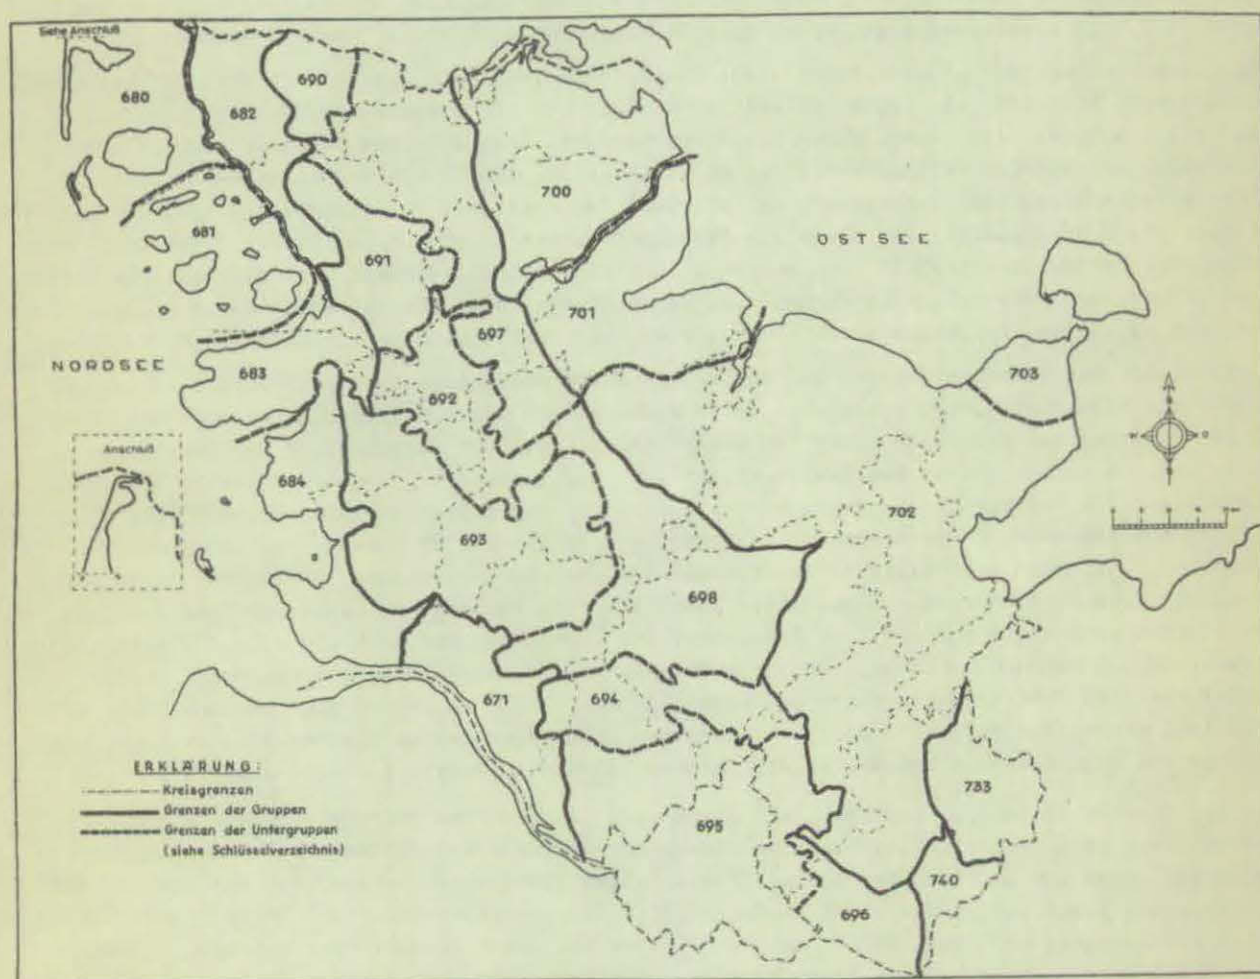 Siehe Anschluß
680
682
690
700
681
691
OSTSEE
701
697
NORDSEE
683
703
692
Anschluß
W O
684
702
693
698
671
694
ERKLÄRUNG:
Kreisgrenzen
Grenzen der Gruppen
Grenzen der Untergruppen
(siehe Schlüsselverzeichnis)
733
695
740
696